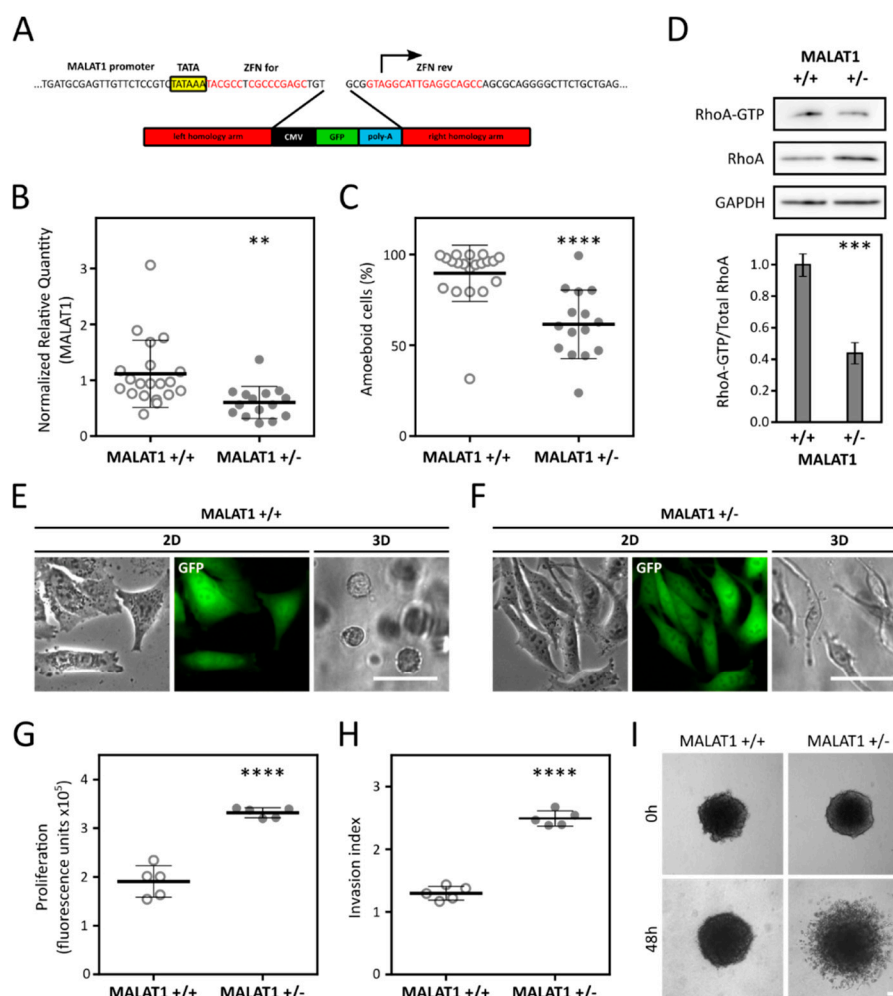 A
MALAT1 promoter TATA ZFN for ZFN rev
...TGATGCGAGTTGTTCTCCGTCTATAAATACGCCTCGCCCGAGCTGT GCGGTAGGCATTGAGGCAGCCAGCGCAGGGGCTTCTGCTGAG...
left homology arm CMV GFP poly-A right homology arm
B
Normalized Relative Quantity
(MALAT1)
3
2
1
0
**
MALAT1 +/+ MALAT1 +/-
C
Amoeboid cells (%)
100
50
0
****
MALAT1 +/+ MALAT1 +/-
D
MALAT1
+/+ +/-
RhoA-GTP
RhoA
GAPDH
RhoA-GTP/Total RhoA
1.0
0.8
0.6
0.4
0.2
0.0
***
+/+ +/-
MALAT1
E
MALAT1 +/+
2D 3D
GFP
F
MALAT1 +/-
2D 3D
GFP
G
Proliferation
(fluorescence units x10⁵)
4
3
2
1
0
****
MALAT1 +/+ MALAT1 +/-
H
Invasion index
3
2
1
0
****
MALAT1 +/+ MALAT1 +/-
I
MALAT1 +/+ MALAT1 +/-
0h
48h